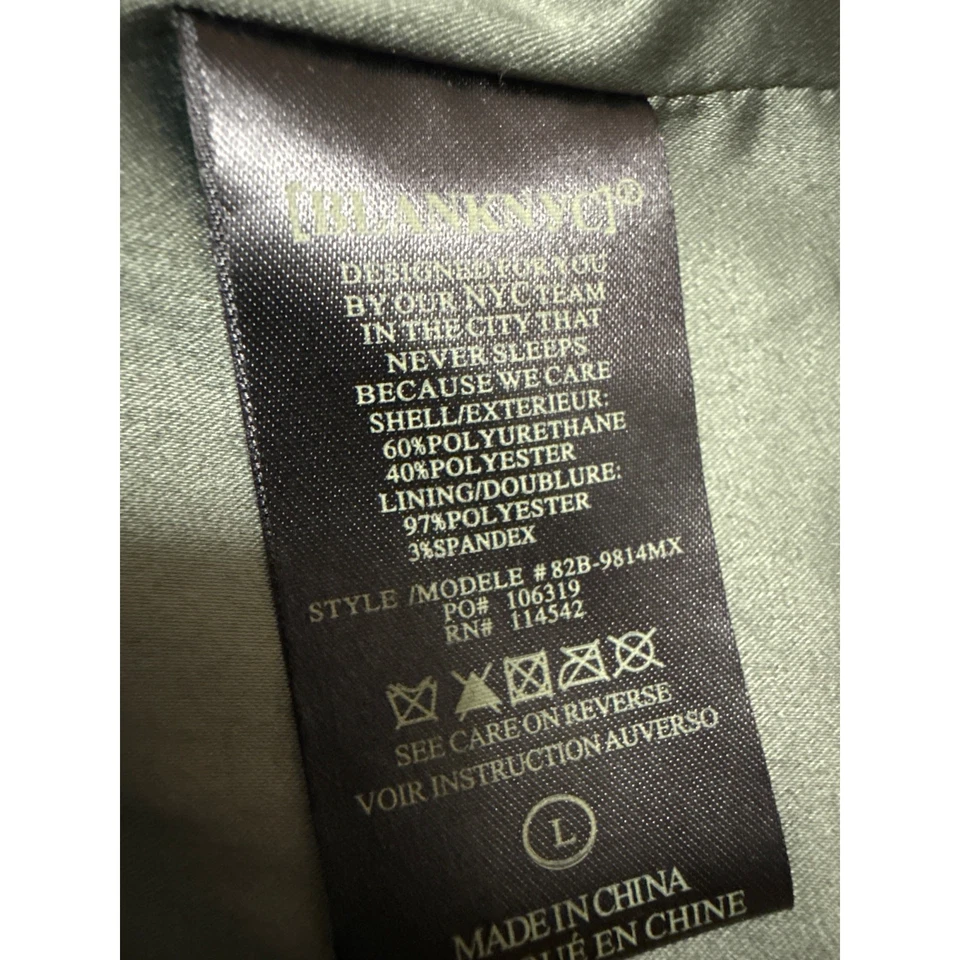 [BLANKNYC]®
DESIGNED FOR YOU
BY OUR NYC TEAM
IN THE CITY THAT
NEVER SLEEPS
BECAUSE WE CARE
SHELL/EXTERIEUR:
60%POLYURETHANE
40%POLYESTER
LINING/DOUBLURE:
97%POLYESTER
3%SPANDEX
STYLE /MODELE #82B-9814MX
PO# 106319
RN# 114542
SEE CARE ON REVERSE
VOIR INSTRUCTION AUVERSO
L
MADE IN CHINA
EN CHINE